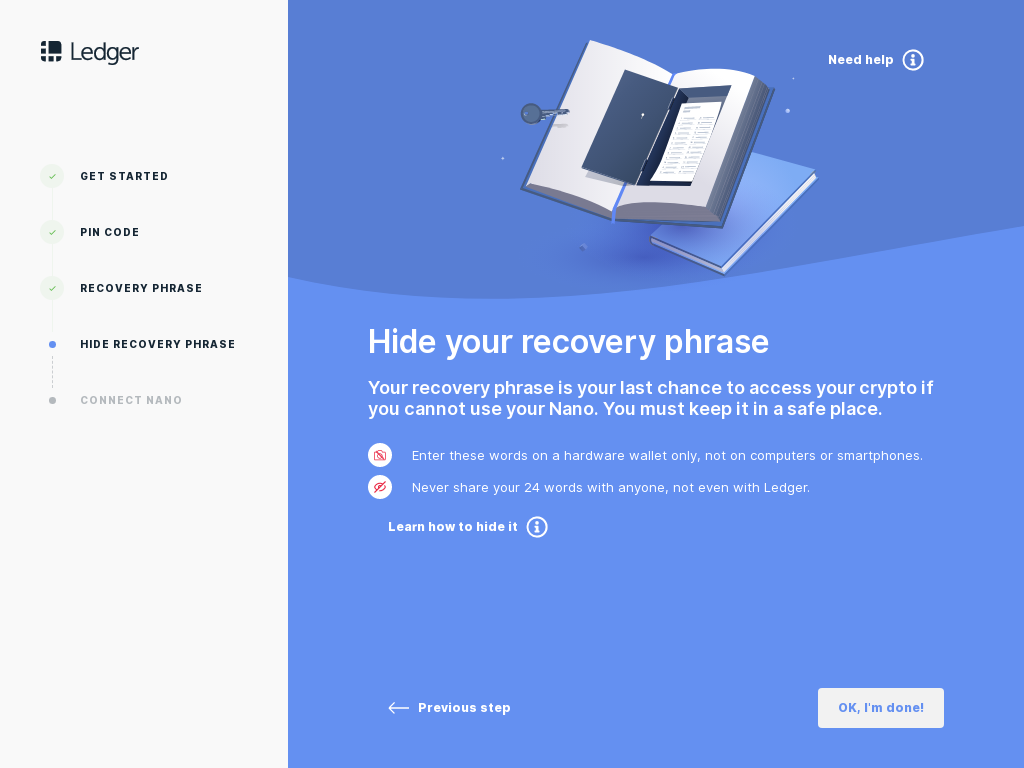 Ledger
GET STARTED
PIN CODE
RECOVERY PHRASE
HIDE RECOVERY PHRASE
CONNECT NANO
Need help
Hide your recovery phrase
Your recovery phrase is your last chance to access your crypto if
you cannot use your Nano. You must keep it in a safe place.
Enter these words on a hardware wallet only, not on computers or smartphones.
Never share your 24 words with anyone, not even with Ledger.
Learn how to hide it
Previous step
OK, I'm done!